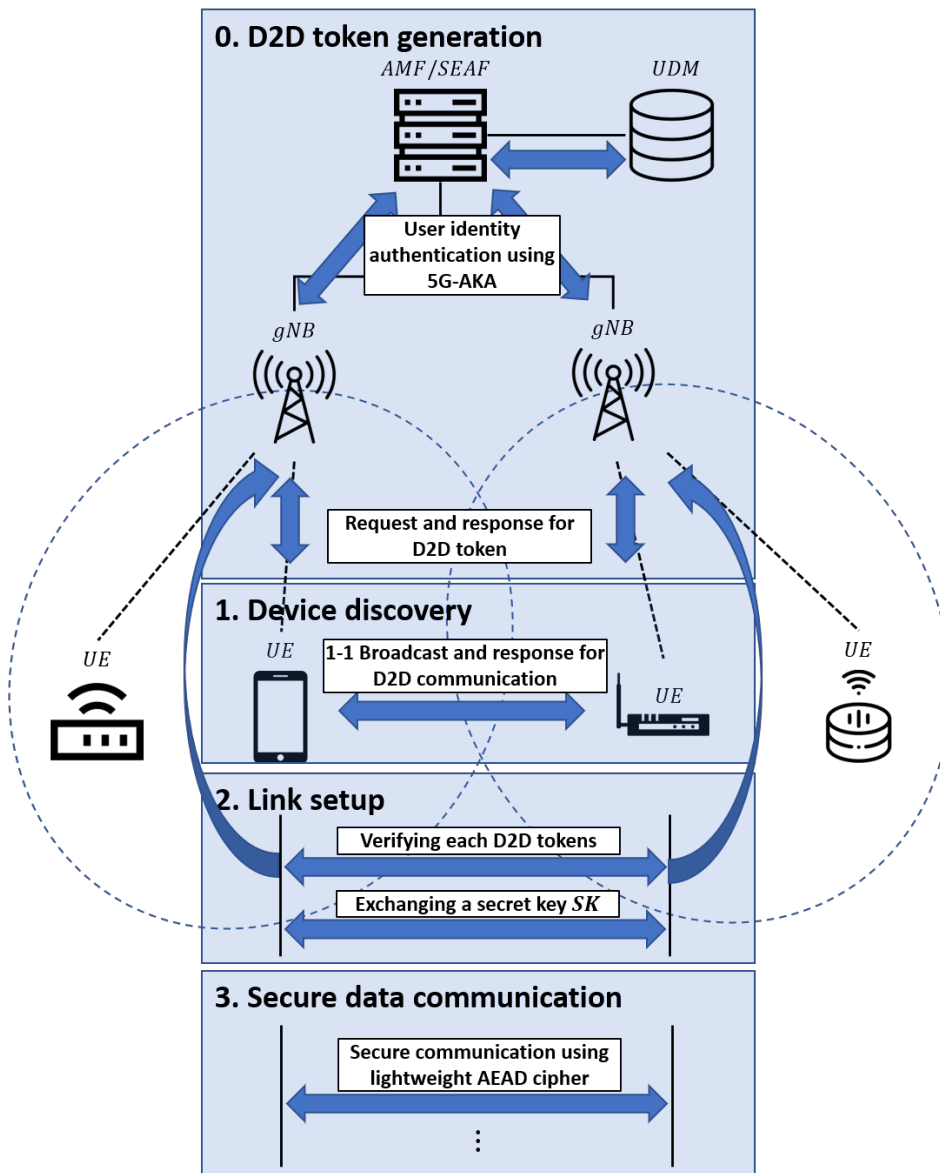 0. D2D token generation
AMF/SEAF
UDM
User identity
authentication using
5G-AKA
gNB
gNB
Request and response for
D2D token
1. Device discovery
UE
UE
1-1 Broadcast and response for
D2D communication
UE
UE
2. Link setup
Verifying each D2D tokens
Exchanging a secret key SK
3. Secure data communication
Secure communication using
lightweight AEAD cipher
⋮